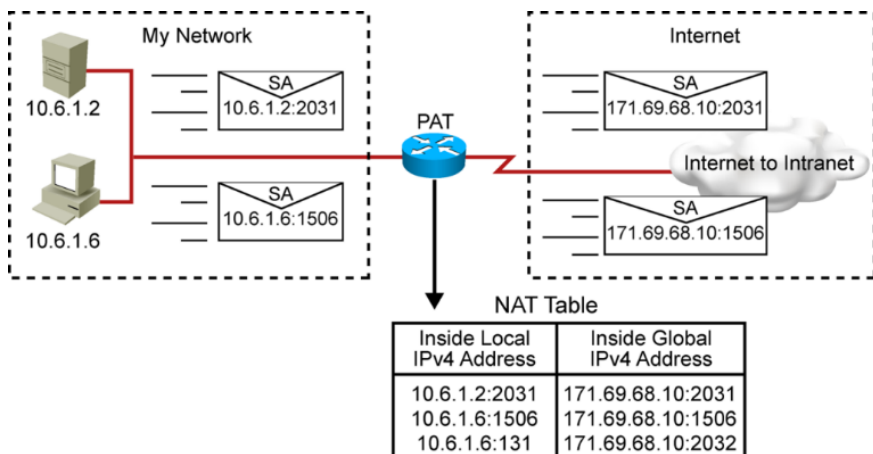 My Network
Internet
10.6.1.2
SA
10.6.1.2:2031
PAT
SA
171.69.68.10:2031
Internet to Intranet
10.6.1.6
SA
10.6.1.6:1506
SA
171.69.68.10:1506
NAT Table
Inside Local
IPv4 Address
Inside Global
IPv4 Address
10.6.1.2:2031
171.69.68.10:2031
10.6.1.6:1506
171.69.68.10:1506
10.6.1.6:131
171.69.68.10:2032